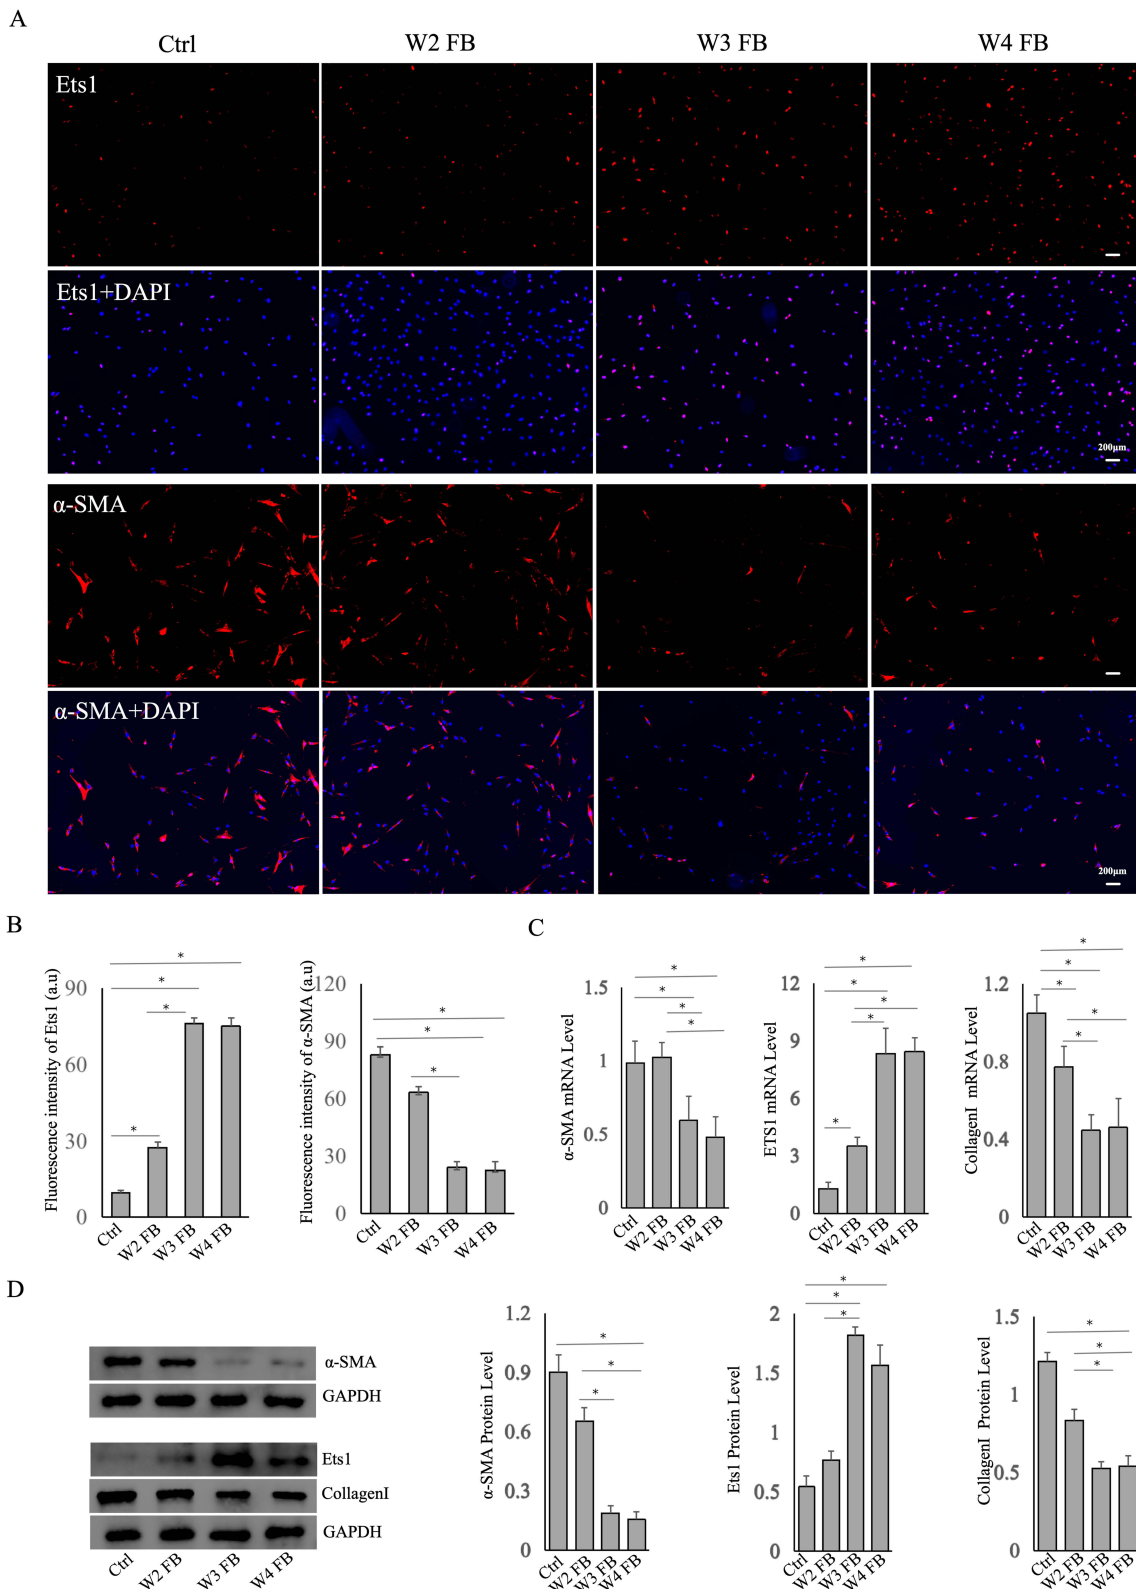 A
Ctrl W2 FB W3 FB W4 FB
Ets1
Ets1+DAPI
200μm
α-SMA
α-SMA+DAPI
200μm
B
Fluorescence intensity of Ets1 (a.u)
90
60
30
0
* * * *
Ctrl W2 FB W3 FB W4 FB
Fluorescence intensity of α-SMA (a.u)
120
90
60
30
0
* * *
Ctrl W2 FB W3 FB W4 FB
C
α-SMA mRNA Level
1.5
1
0.5
0
* * * *
Ctrl W2 FB W3 FB W4 FB
ETS1 mRNA Level
12
9
6
3
0
* * * * *
Ctrl W2 FB W3 FB W4 FB
CollagenI mRNA Level
1.2
0.8
0.4
0
* * * * *
Ctrl W2 FB W3 FB W4 FB
D
α-SMA
GAPDH
Ets1
CollagenI
GAPDH
Ctrl W2 FB W3 FB W4 FB
α-SMA Protein Level
1.2
0.9
0.6
0.3
0
* * *
Ctrl W2 FB W3 FB W4 FB
Ets1 Protein Level
2
1.5
1
0.5
0
* * *
Ctrl W2 FB W3 FB W4 FB
CollagenI Protein Level
1.5
1
0.5
0
* * *
Ctrl W2 FB W3 FB W4 FB